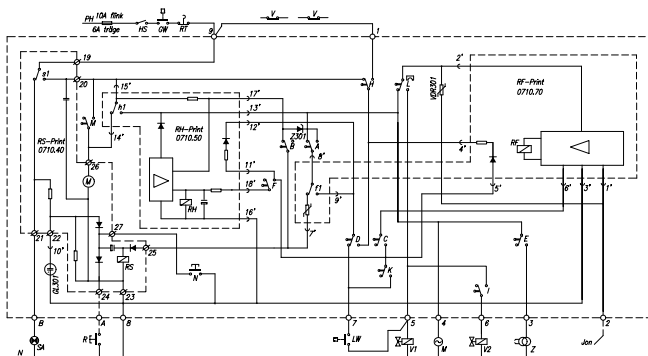 PH 10A flink
6A träge
HS GW RT
V V
9 1
19
s1
20
15'
M
h1
17'
13'
12'
H
L
2'
VDR301
RF-Print
0710.70
RS-Print
0710.40
RH-Print
0710.50
14'
Z301
B A
8'
11'
18'
F
4'
RF
5'
6' 3' 1'
26
M
RH
f1
9'
16'
7'
D C E
27
21 22
10'
25
K
N
RS
GL301
24 23
I
B A B 7 5 4 6 3 2
SA
R
LW
V1
M
V2
Z
Jon
N